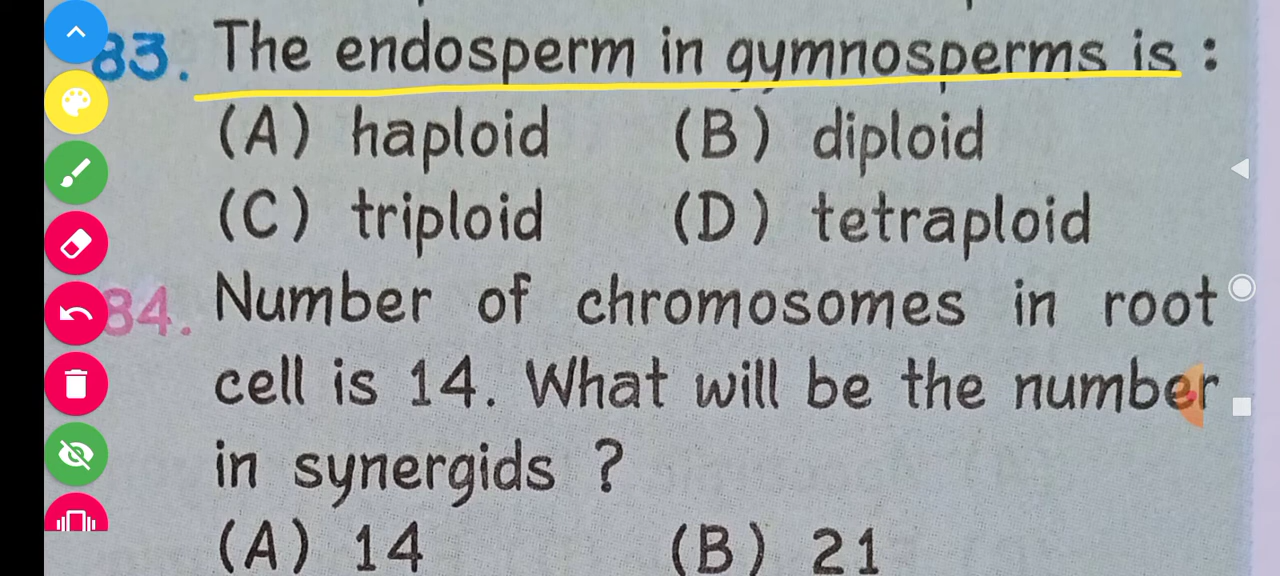 83. The endosperm in gymnosperms is :
(A) haploid (B) diploid
(C) triploid (D) tetraploid
84. Number of chromosomes in root
cell is 14. What will be the number
in synergids ?
(A) 14 (B) 21